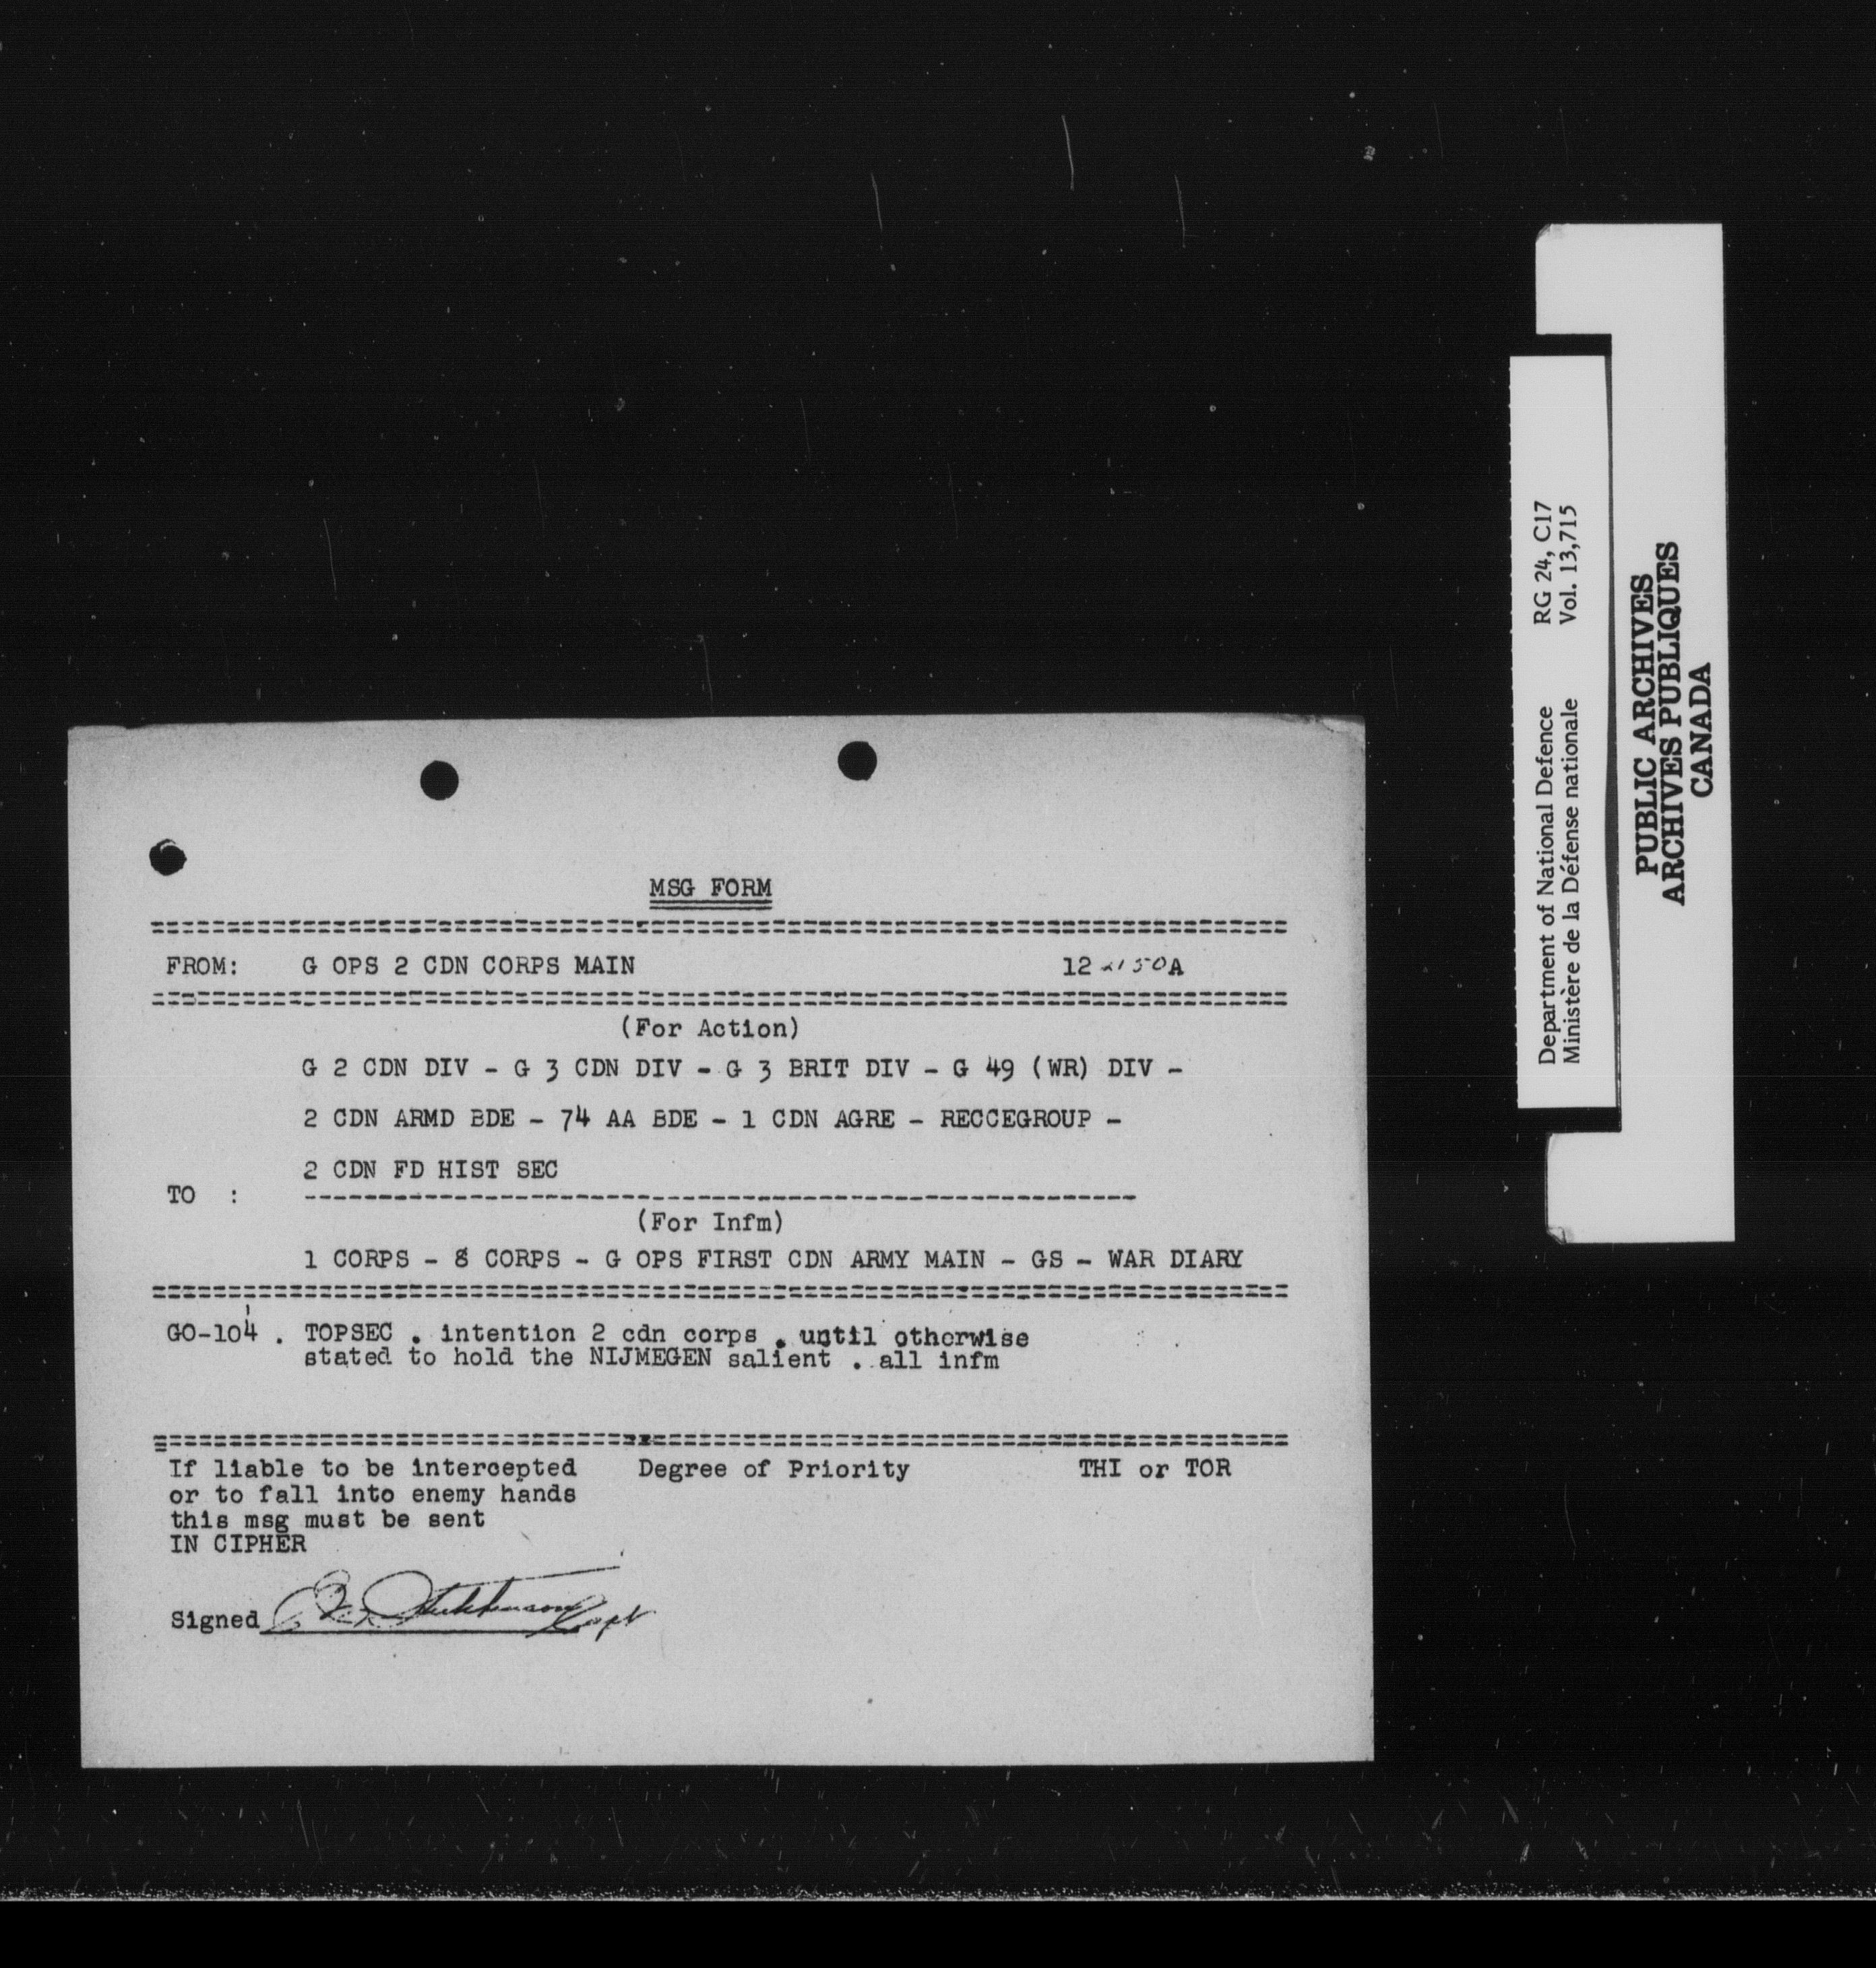 MSG FORM
FROM: G OPS 2 CDN CORPS MAIN 12 2150A
(For Action)
G 2 CDN DIV - G 3 CDN DIV - G 3 BRIT DIV - G 49 (WR) DIV -
2 CDN ARMD BDE - 74 AA BDE - 1 CDN AGRE - RECCEGROUP -
2 CDN FD HIST SEC
TO :
(For Infm)
1 CORPS - 8 CORPS - G OPS FIRST CDN ARMY MAIN - GS - WAR DIARY
GO-104 . TOPSEC . intention 2 cdn corps . until otherwise
stated to hold the NIJMEGEN salient . all infm
If liable to be intercepted Degree of Priority THI or TOR
or to fall into enemy hands
this msg must be sent
IN CIPHER
Signed Capt
Department of National Defence RG 24, C17
Ministère de la Défense nationale Vol. 13,715
PUBLIC ARCHIVES
ARCHIVES PUBLIQUES
CANADA